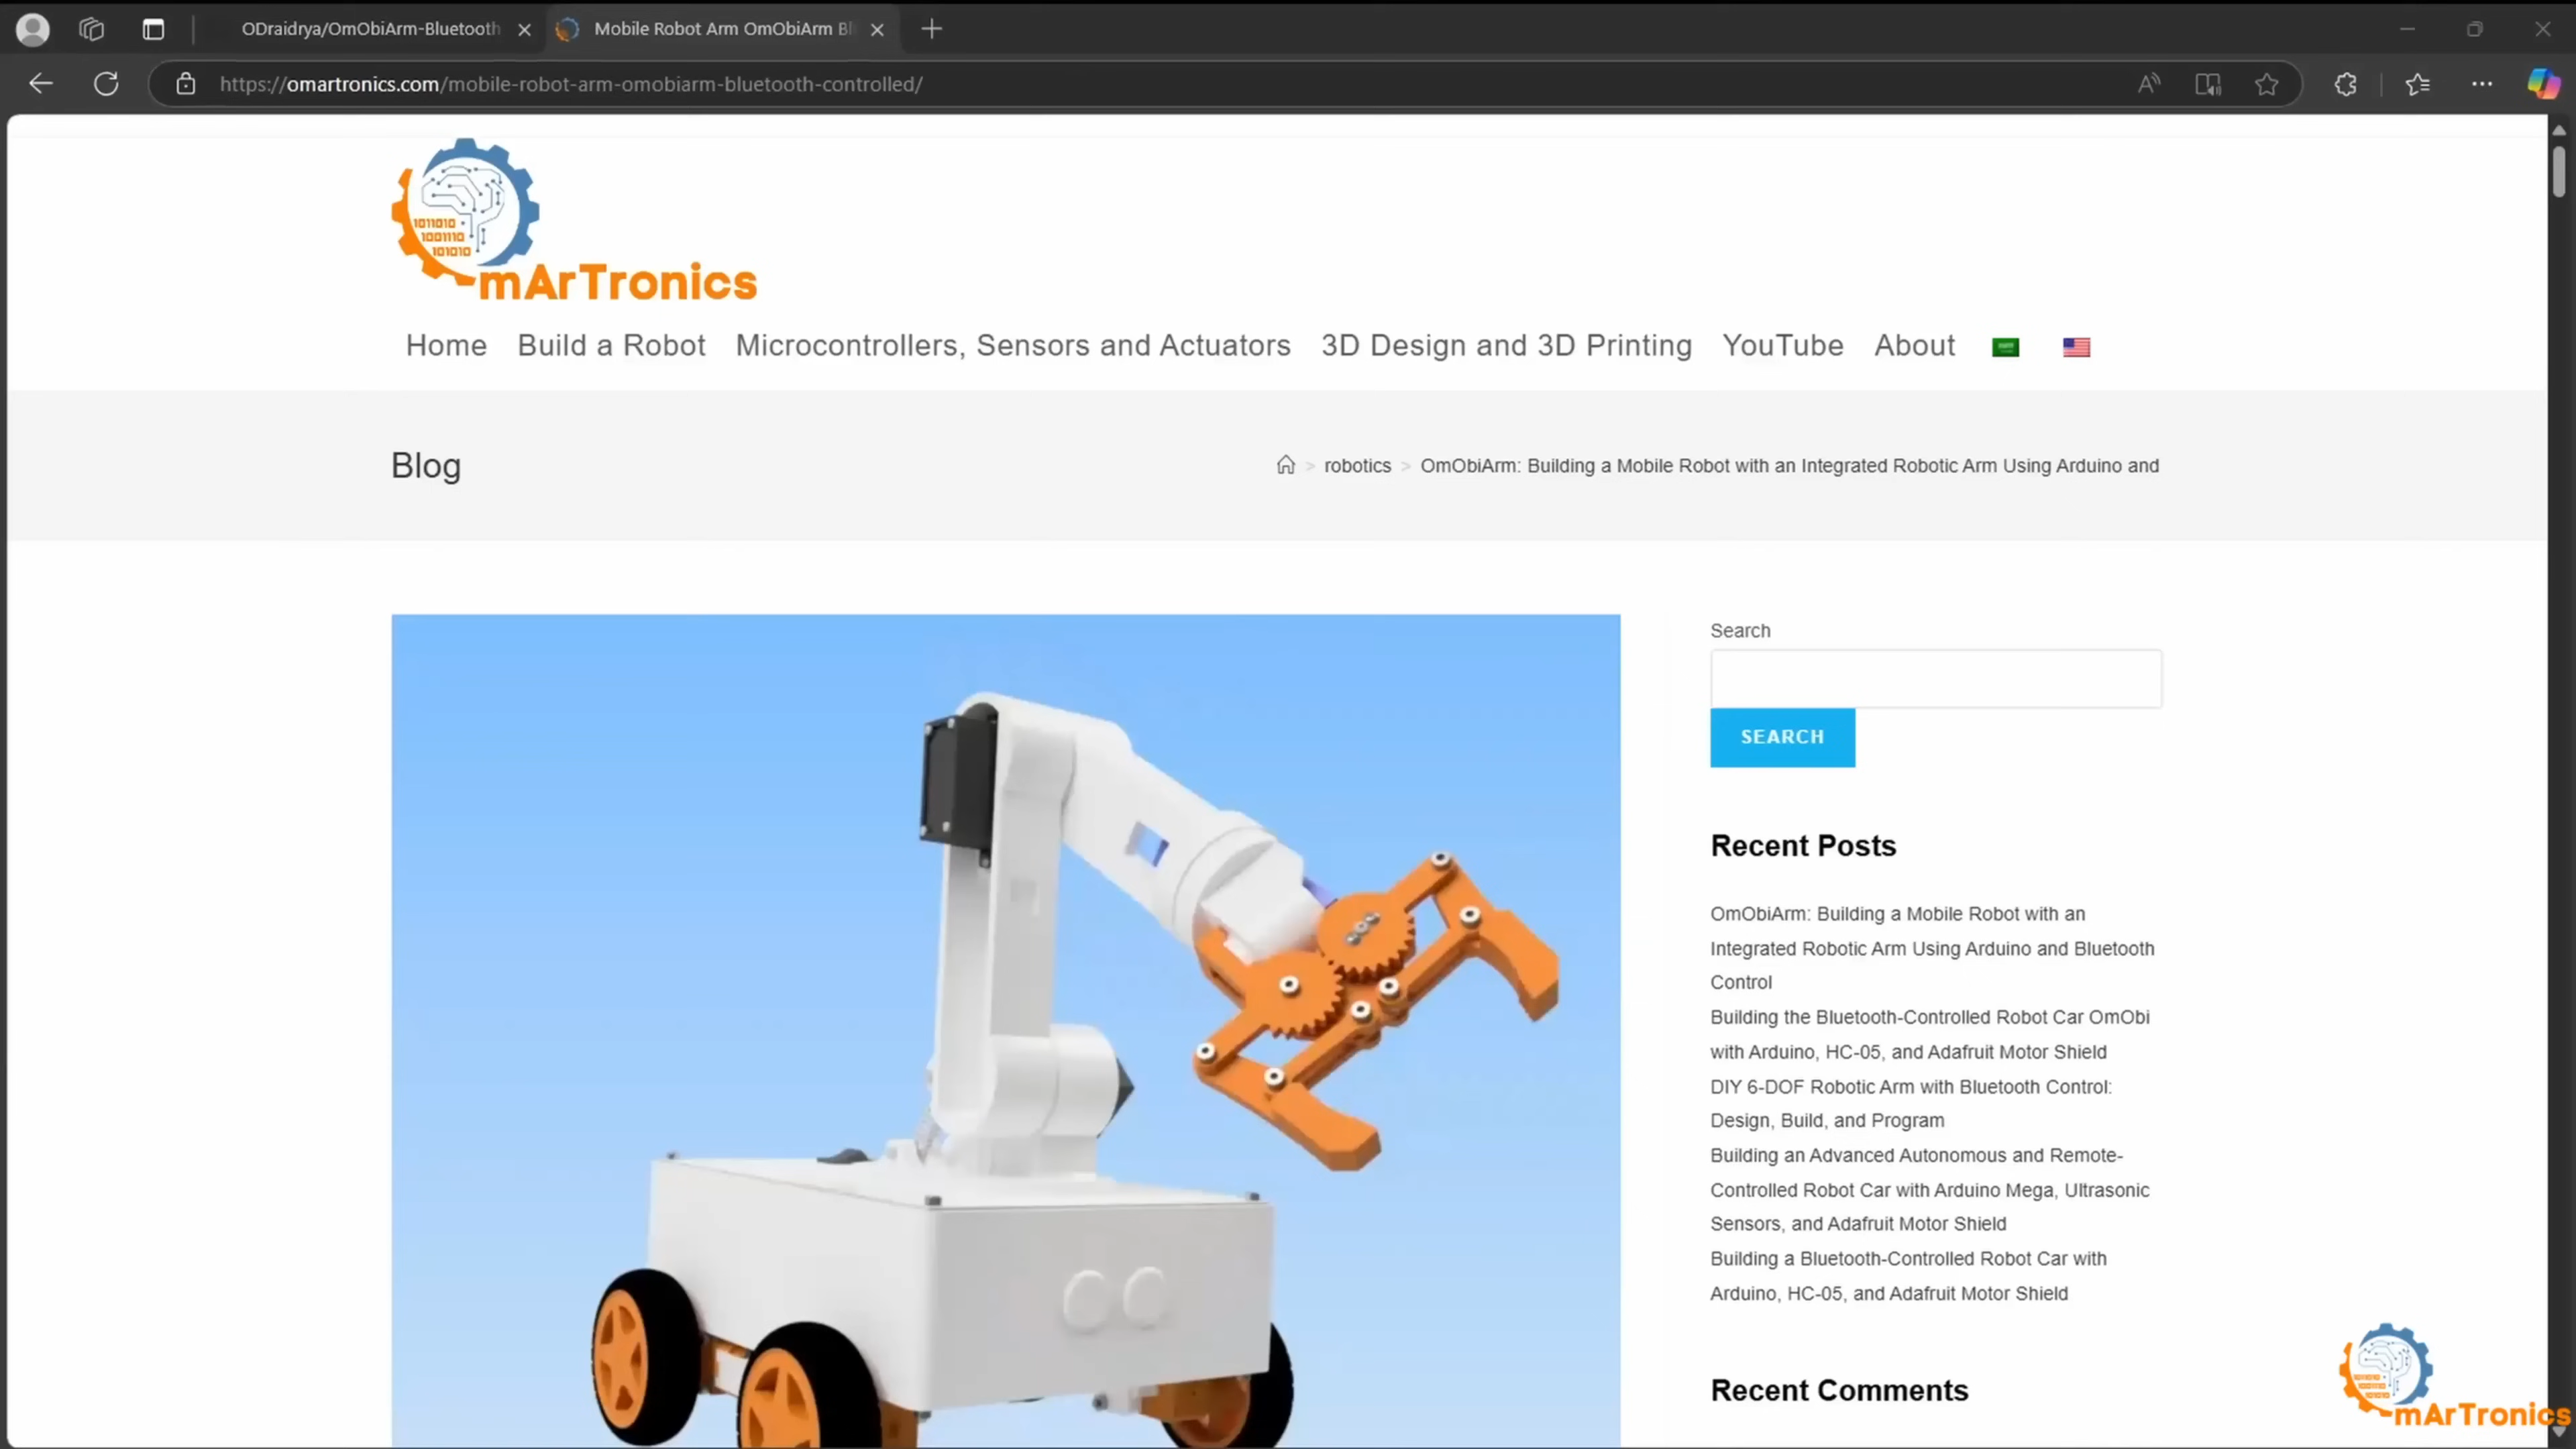 ODraidrya/OmObiArm-Bluetooth
Mobile Robot Arm OmObiArm Bl
https://omartronics.com/mobile-robot-arm-omobiarm-bluetooth-controlled/
1011010
1001110
101010
mArTronics
Home Build a Robot Microcontrollers, Sensors and Actuators 3D Design and 3D Printing YouTube About
Blog
> robotics > OmObiArm: Building a Mobile Robot with an Integrated Robotic Arm Using Arduino and
Search
SEARCH
Recent Posts
OmObiArm: Building a Mobile Robot with an
Integrated Robotic Arm Using Arduino and Bluetooth
Control
Building the Bluetooth-Controlled Robot Car OmObi
with Arduino, HC-05, and Adafruit Motor Shield
DIY 6-DOF Robotic Arm with Bluetooth Control:
Design, Build, and Program
Building an Advanced Autonomous and Remote-
Controlled Robot Car with Arduino Mega, Ultrasonic
Sensors, and Adafruit Motor Shield
Building a Bluetooth-Controlled Robot Car with
Arduino, HC-05, and Adafruit Motor Shield
Recent Comments
mArTronics